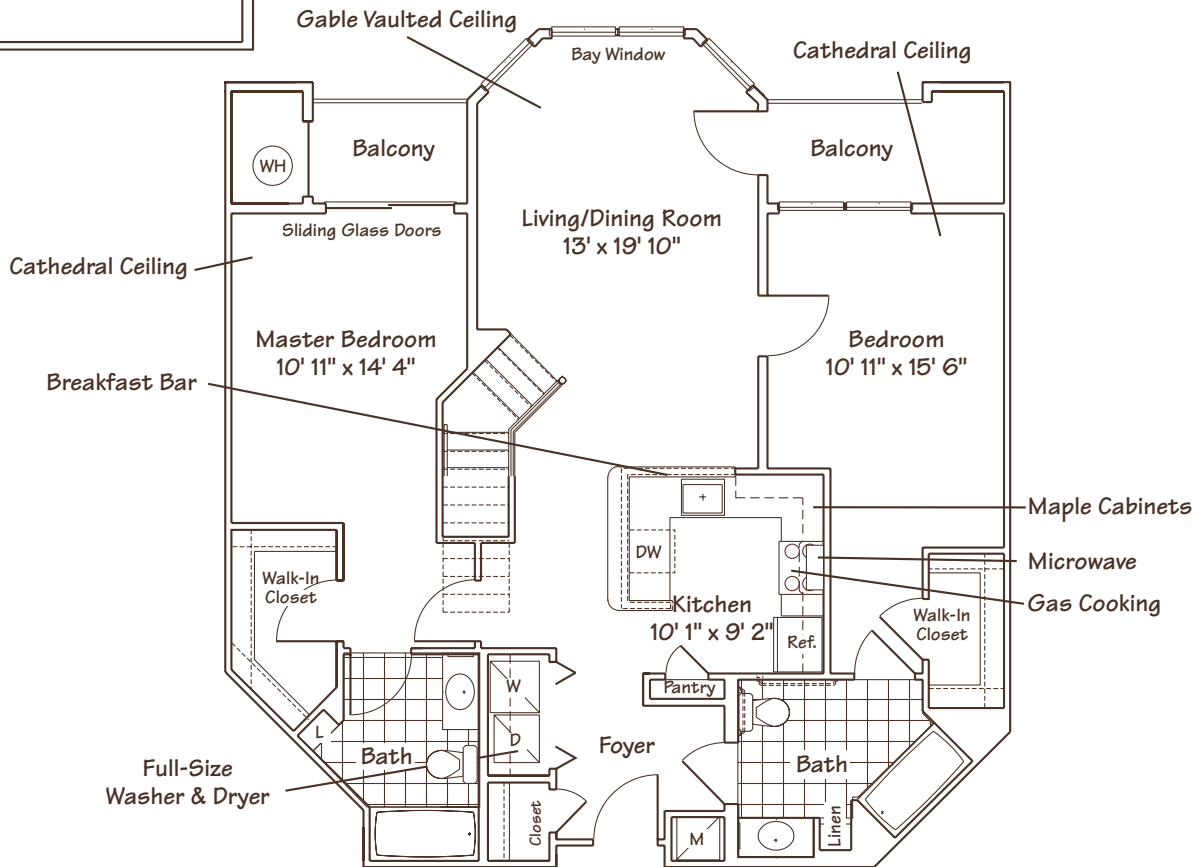 Gable Vaulted Ceiling
Bay Window
Cathedral Ceiling
Balcony
Balcony
WH
Living/Dining Room
13' x 19' 10"
Sliding Glass Doors
Cathedral Ceiling
Master Bedroom
10' 11" x 14' 4"
Bedroom
10' 11" x 15' 6"
Breakfast Bar
Maple Cabinets
DW
Microwave
Walk-In
Closet
Kitchen
10' 1" x 9' 2"
Gas Cooking
Walk-In
Closet
Ref.
W
Pantry
L
D
Bath
Foyer
Bath
Full-Size
Washer & Dryer
Closet
M
Linen